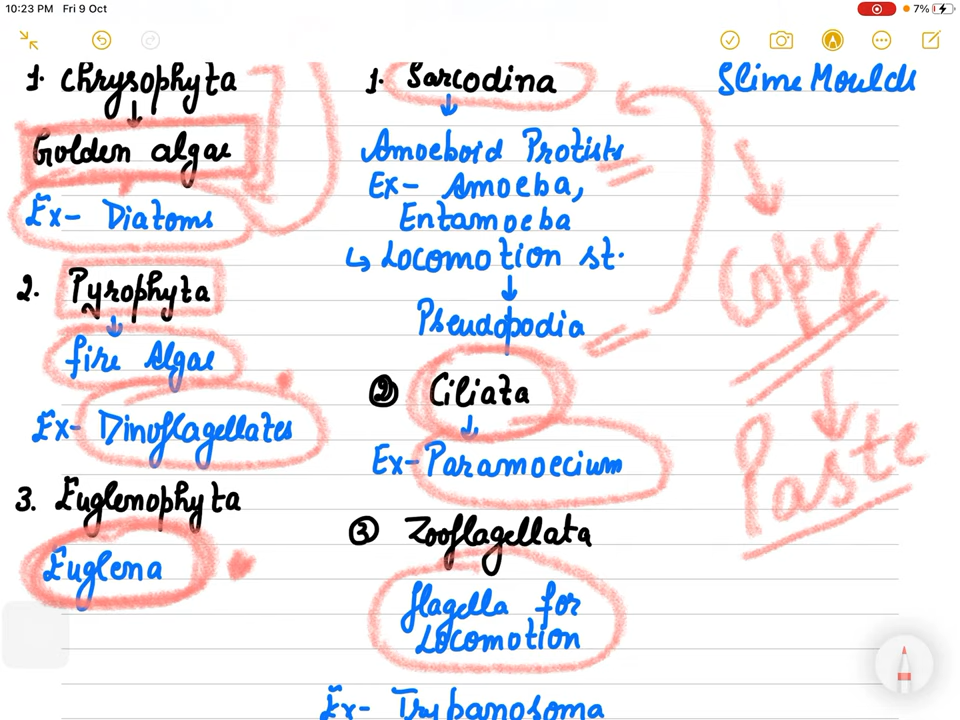 10:23 PM Fri 9 Oct
7%
1. Chrysophyta
Golden algae
Ex- Diatoms
2. Pyrophyta
fire Algae
Ex- Dinoflagellates
3. Euglenophyta
Euglena
1. Sarcodina
Amoeboid Protists
Ex- Amoeba,
Entamoeba
↳ Locomotion st.
Pseudopodia
② Ciliata
Ex- Paramoecium
③ Zooflagellata
flagella for
Locomotion
Ex- Trypanosoma
Slime Moulds
Copy
Paste